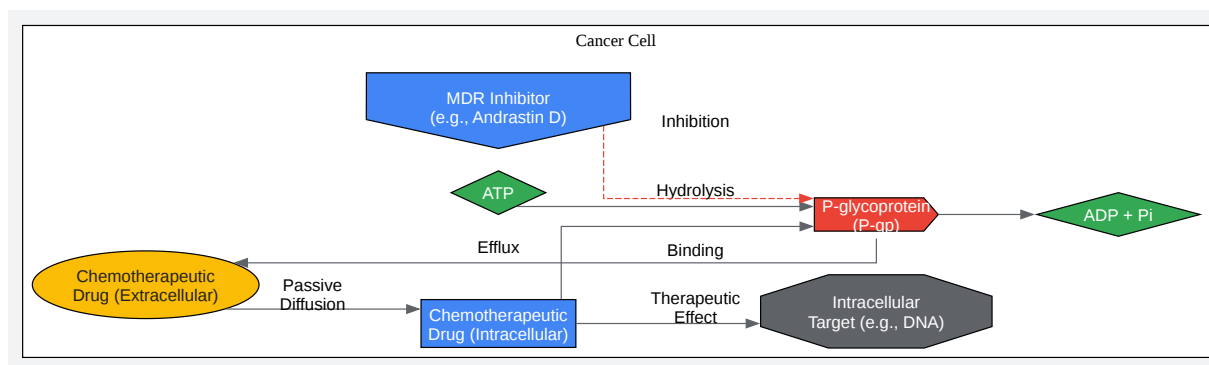 Cancer Cell
MDR Inhibitor
(e.g., Andrastin D)
Inhibition
ATP
Hydrolysis
P-glycoprotein
(P-gp)
ADP + Pi
Efflux
Binding
Chemotherapeutic
Drug (Extracellular)
Passive
Diffusion
Chemotherapeutic
Drug (Intracellular)
Therapeutic
Effect
Intracellular
Target (e.g., DNA)